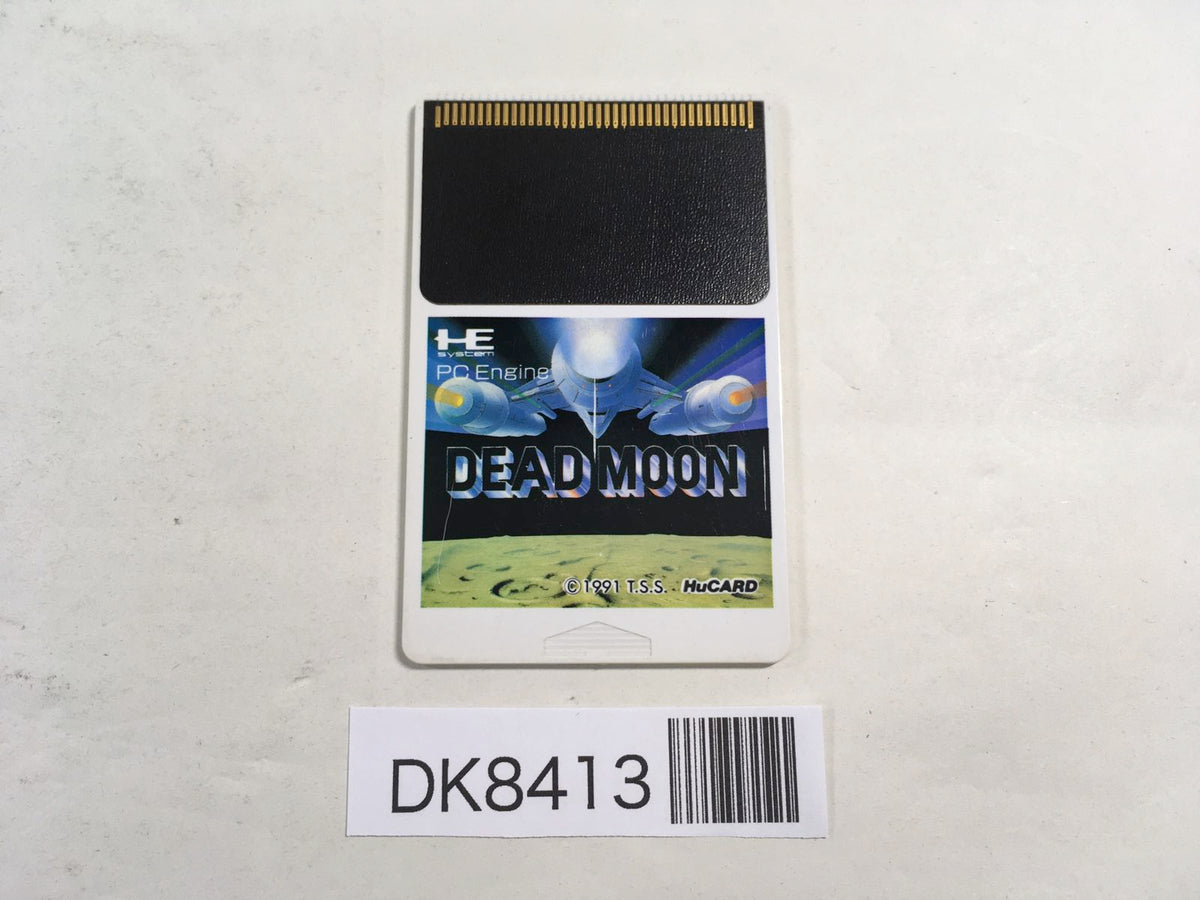 HE
system
PC Engine
DEAD MOON
©1991 T.S.S. HuCARD
DK8413